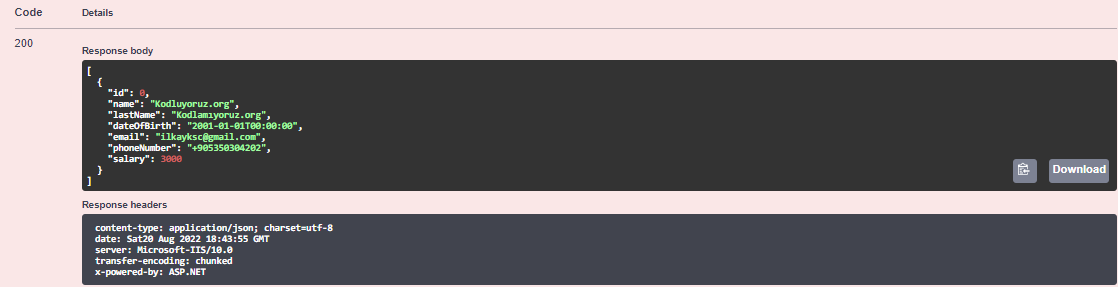 Code Details
200
Response body
[
  {
    "id": 0,
    "name": "Kodluyoruz.org",
    "lastName": "Kodlamıyoruz.org",
    "dateOfBirth": "2001-01-01T00:00:00",
    "email": "ilkayksc@gmail.com",
    "phoneNumber": "+905350304202",
    "salary": 3000
  }
]
Download
Response headers
content-type: application/json; charset=utf-8
date: Sat20 Aug 2022 18:43:55 GMT
server: Microsoft-IIS/10.0
transfer-encoding: chunked
x-powered-by: ASP.NET